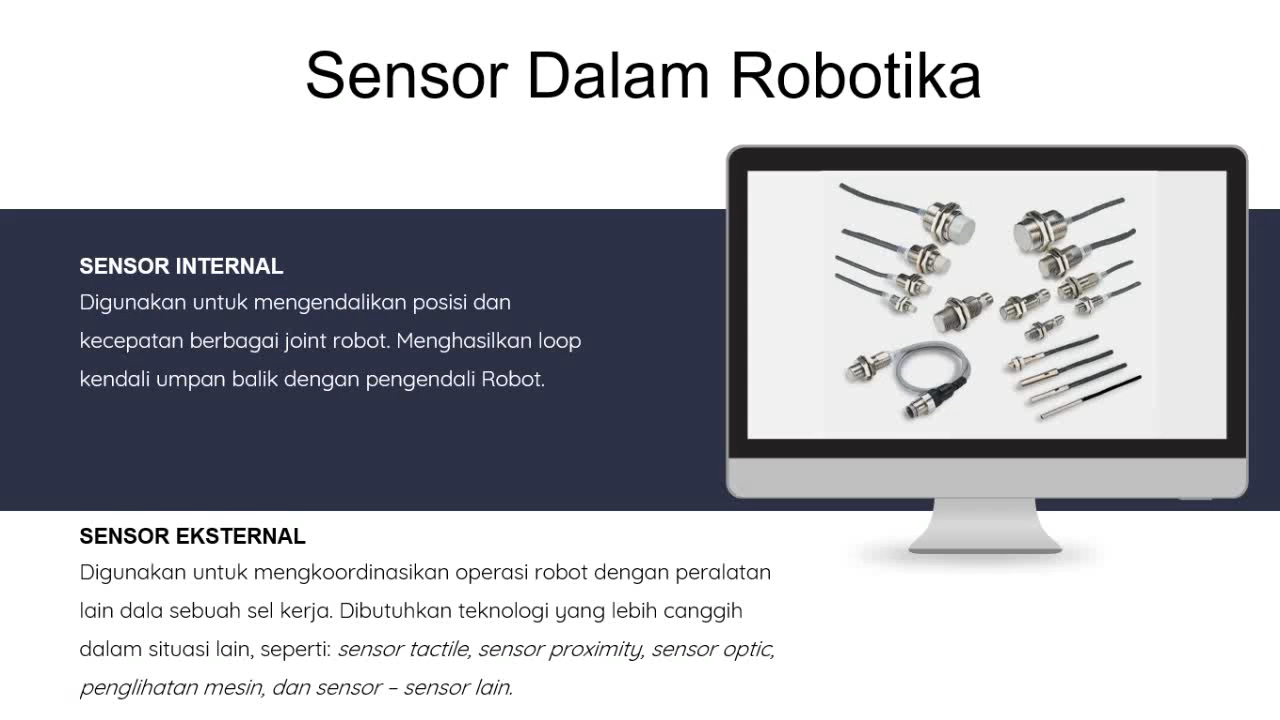 Sensor Dalam Robotika
SENSOR INTERNAL
Digunakan untuk mengendalikan posisi dan
kecepatan berbagai joint robot. Menghasilkan loop
kendali umpan balik dengan pengendali Robot.
SENSOR EKSTERNAL
Digunakan untuk mengkoordinasikan operasi robot dengan peralatan
lain dala sebuah sel kerja. Dibutuhkan teknologi yang lebih canggih
dalam situasi lain, seperti: sensor tactile, sensor proximity, sensor optic,
penglihatan mesin, dan sensor – sensor lain.